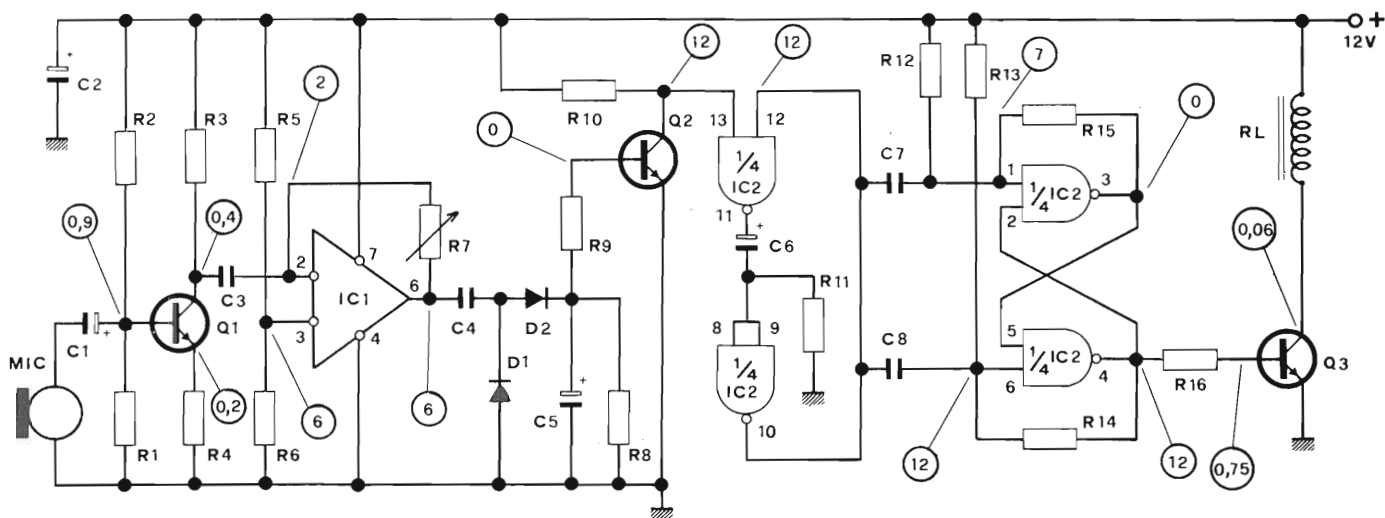 +
12V
12
12
R12
R13
7
+
C2
2
R2
R3
R5
R10
Q2
13
12
R15
0
RL
0
1/4
IC2
C7
1
1/4 IC2
3
2
11
+
C6
0,9
0,4
R7
R9
0,06
2
7
6
IC1
3
4
C3
C4
D2
R11
Q1
MIC
C1
+
8
9
1/4
IC2
C8
5
1/4 IC2
4
6
R16
Q3
D1
+
C5
0,2
6
6
10
R14
R1
R4
R6
R8
12
12
0,75